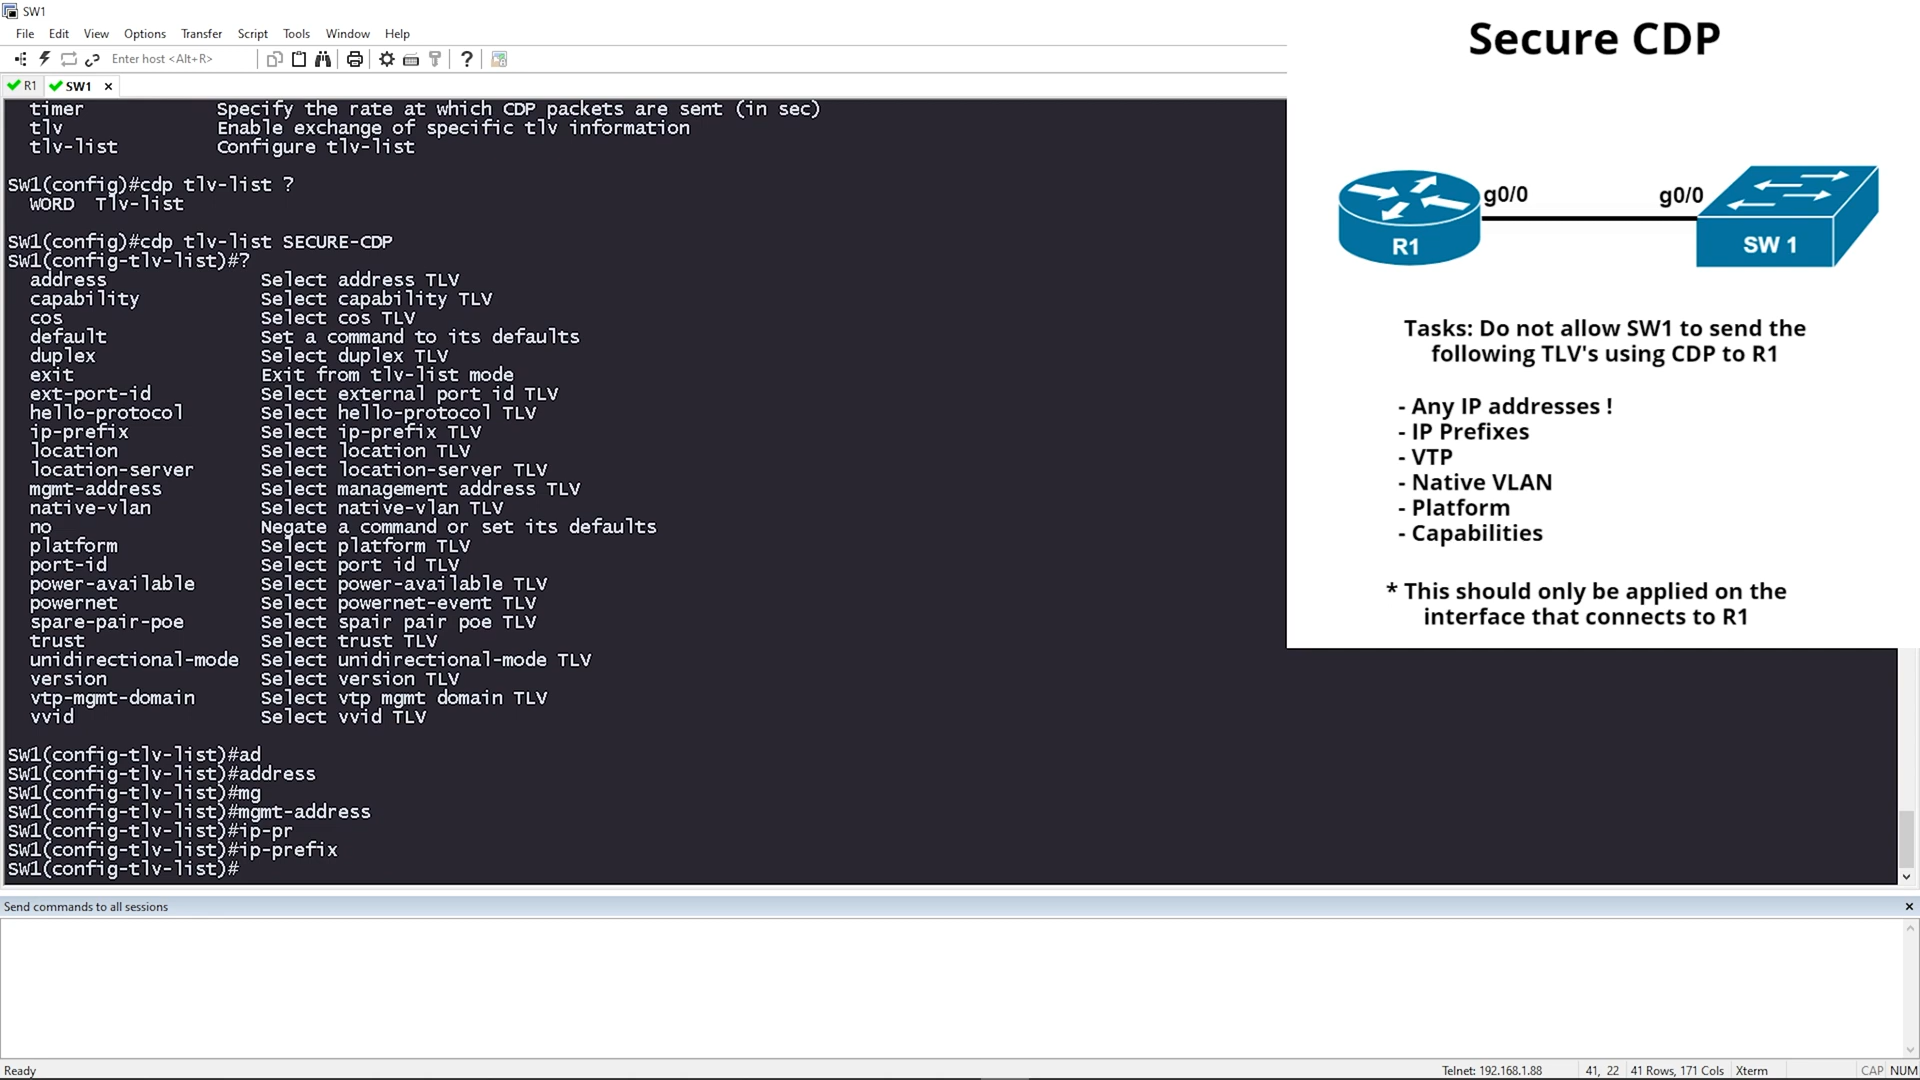 SW1
File Edit View Options Transfer Script Tools Window Help
Enter host <Alt+R>
R1 SW1
timer Specify the rate at which CDP packets are sent (in sec)
tlv Enable exchange of specific tlv information
tlv-list Configure tlv-list
SW1(config)#cdp tlv-list ?
WORD Tlv-list
SW1(config)#cdp tlv-list SECURE-CDP
SW1(config-tlv-list)#?
address Select address TLV
capability Select capability TLV
cos Select cos TLV
default Set a command to its defaults
duplex Select duplex TLV
exit Exit from tlv-list mode
ext-port-id Select external port id TLV
hello-protocol Select hello-protocol TLV
ip-prefix Select ip-prefix TLV
location Select location TLV
location-server Select location-server TLV
mgmt-address Select management address TLV
native-vlan Select native-vlan TLV
no Negate a command or set its defaults
platform Select platform TLV
port-id Select port id TLV
power-available Select power-available TLV
powernet Select powernet-event TLV
spare-pair-poe Select spair pair poe TLV
trust Select trust TLV
unidirectional-mode Select unidirectional-mode TLV
version Select version TLV
vtp-mgmt-domain Select vtp mgmt domain TLV
vvid Select vvid TLV
SW1(config-tlv-list)#ad
SW1(config-tlv-list)#address
SW1(config-tlv-list)#mg
SW1(config-tlv-list)#mgmt-address
SW1(config-tlv-list)#ip-pr
SW1(config-tlv-list)#ip-prefix
SW1(config-tlv-list)#
Secure CDP
g0/0 g0/0
R1 SW 1
Tasks: Do not allow SW1 to send the
following TLV's using CDP to R1
- Any IP addresses !
- IP Prefixes
- VTP
- Native VLAN
- Platform
- Capabilities
* This should only be applied on the
interface that connects to R1
Send commands to all sessions
Ready Telnet: 192.168.1.88 41, 22 41 Rows, 171 Cols Xterm CAP NUM